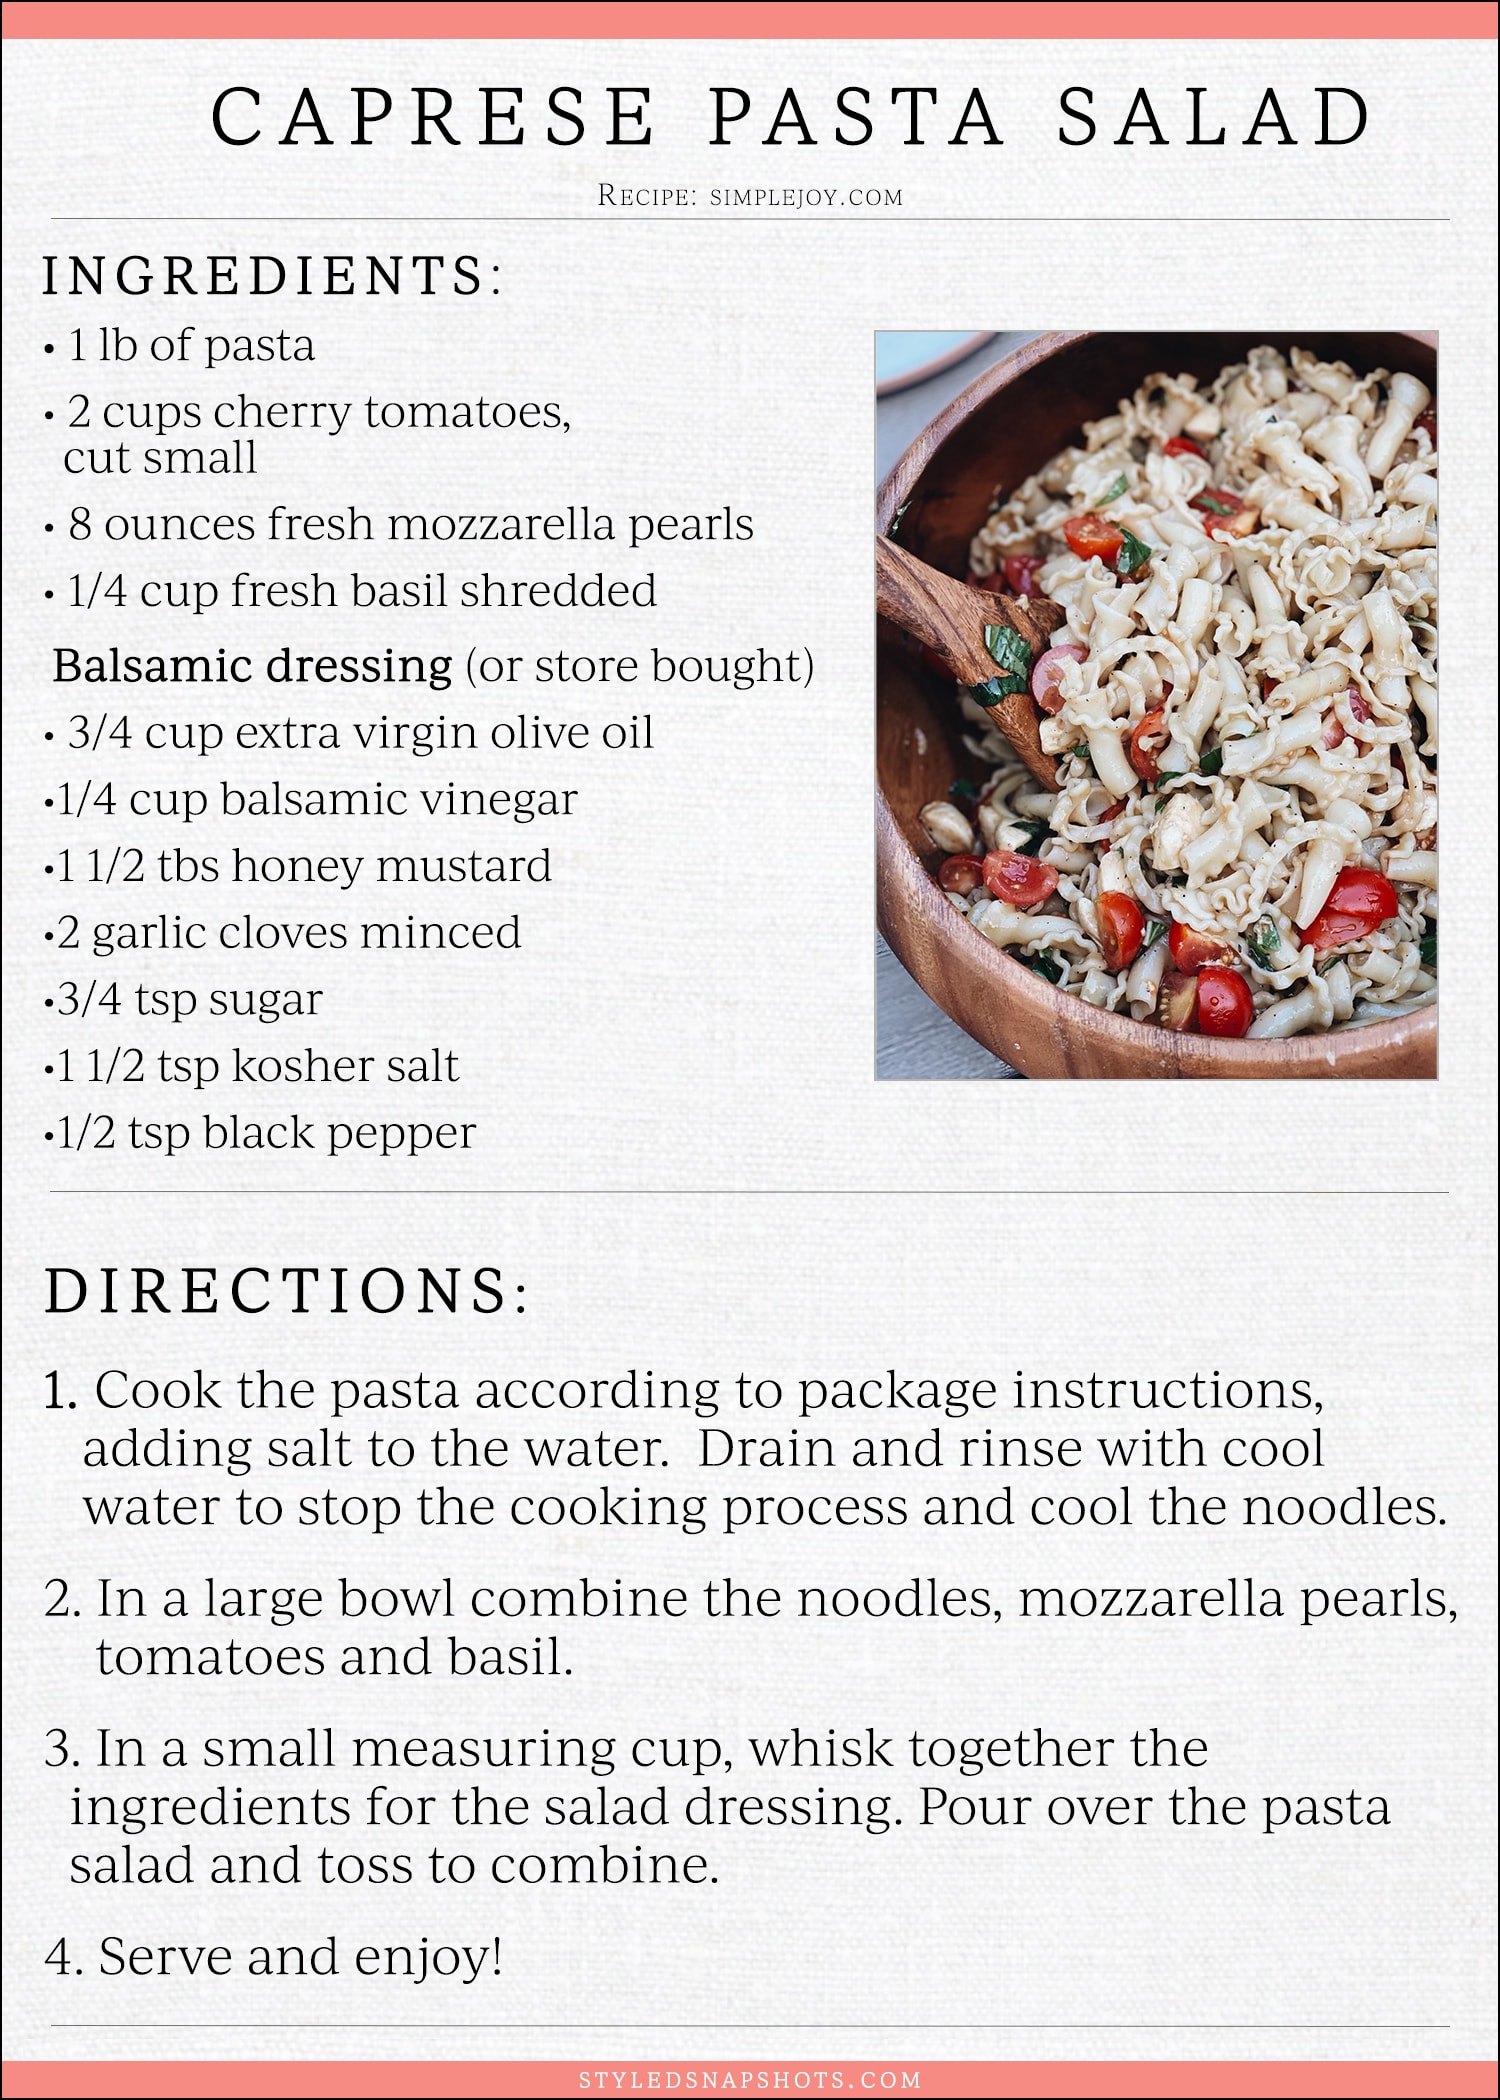 CAPRESE PASTA SALAD
RECIPE: SIMPLEJOY.COM
INGREDIENTS:
• 1 lb of pasta
• 2 cups cherry tomatoes,
cut small
• 8 ounces fresh mozzarella pearls
• 1/4 cup fresh basil shredded
Balsamic dressing (or store bought)
• 3/4 cup extra virgin olive oil
•1/4 cup balsamic vinegar
•1 1/2 tbs honey mustard
•2 garlic cloves minced
•3/4 tsp sugar
•1 1/2 tsp kosher salt
•1/2 tsp black pepper
DIRECTIONS:
1. Cook the pasta according to package instructions,
adding salt to the water.  Drain and rinse with cool
water to stop the cooking process and cool the noodles.
2. In a large bowl combine the noodles, mozzarella pearls,
tomatoes and basil.
3. In a small measuring cup, whisk together the
ingredients for the salad dressing. Pour over the pasta
salad and toss to combine.
4. Serve and enjoy!
STYLEDSNAPSHOTS.COM